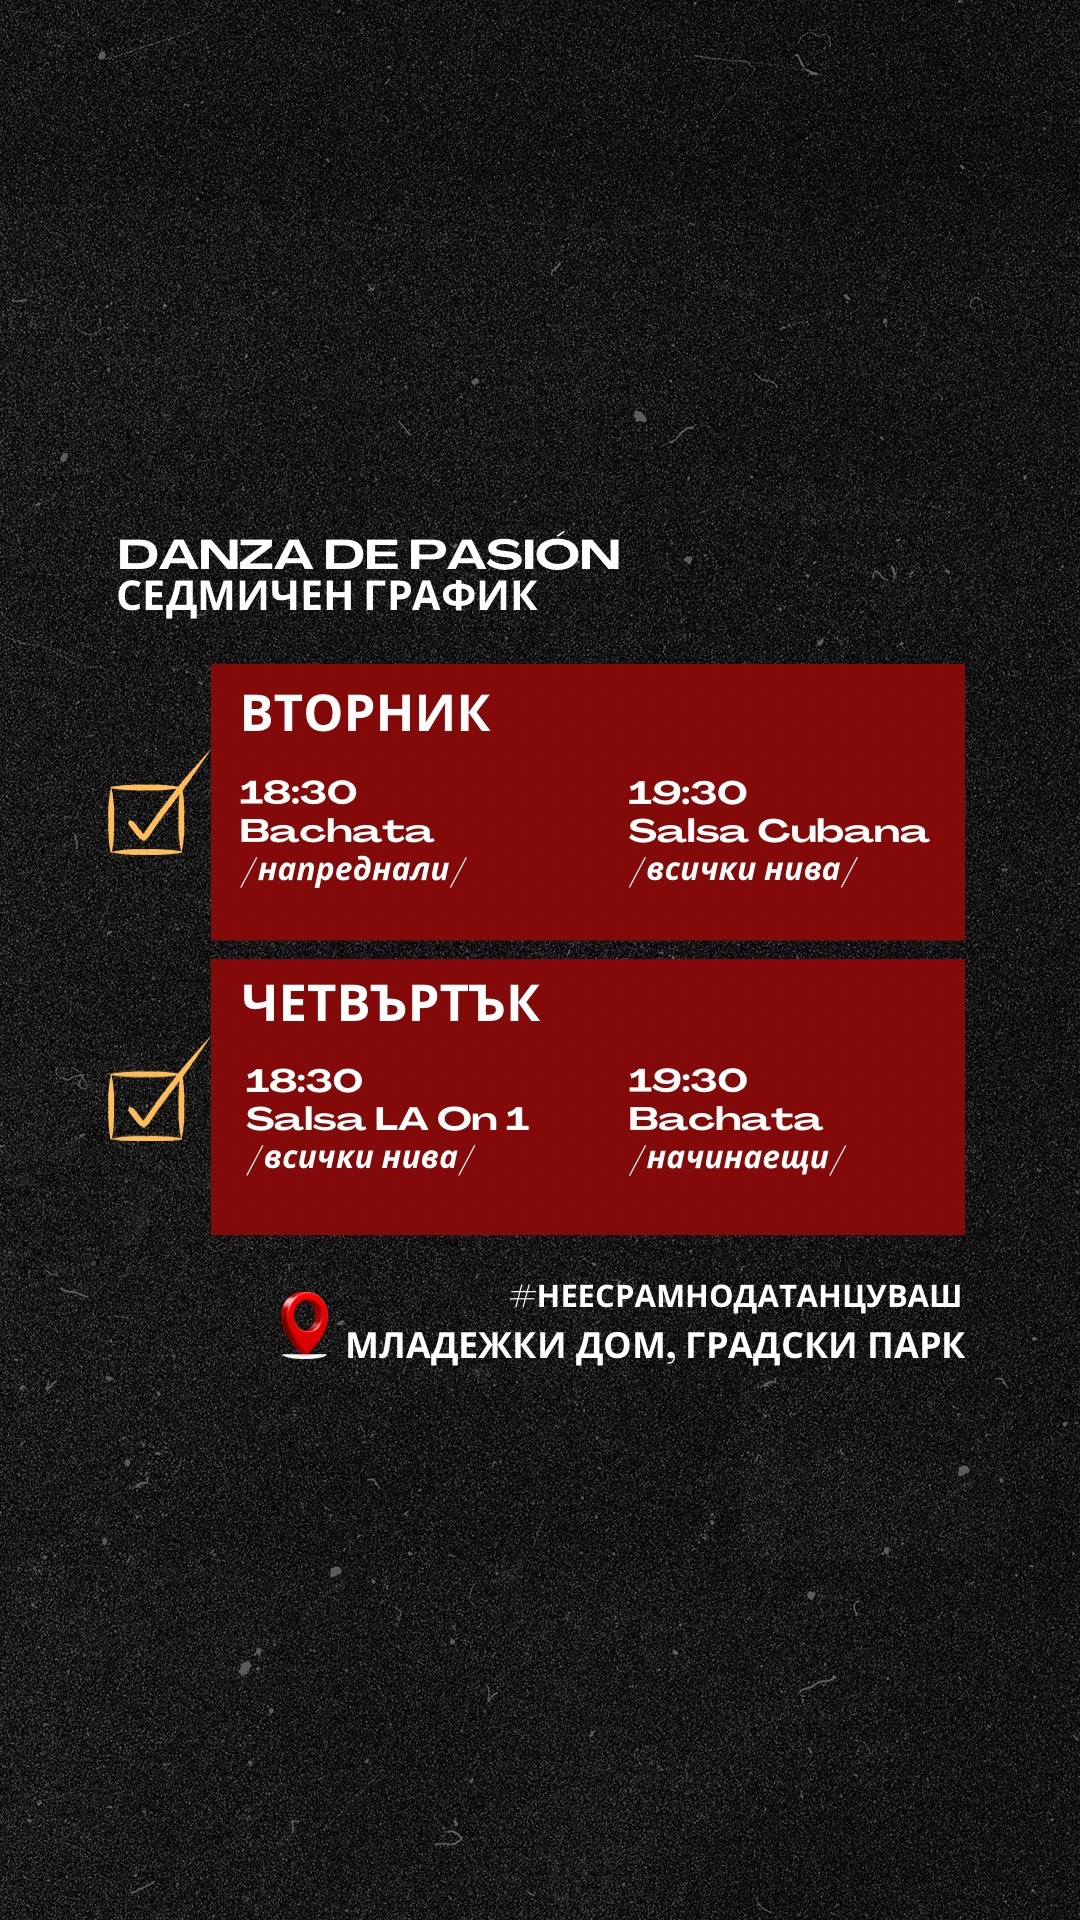 DANZA DE PASIÓN
СЕДМИЧЕН ГРАФИК
ВТОРНИК
18:30
Bachata
/напреднали/
19:30
Salsa Cubana
/всички нива/
ЧЕТВЪРТЪК
18:30
Salsa LA On 1
/всички нива/
19:30
Bachata
/начинаещи/
#НЕЕСРАМНОДАТАНЦУВАШ
МЛАДЕЖКИ ДОМ, ГРАДСКИ ПАРК